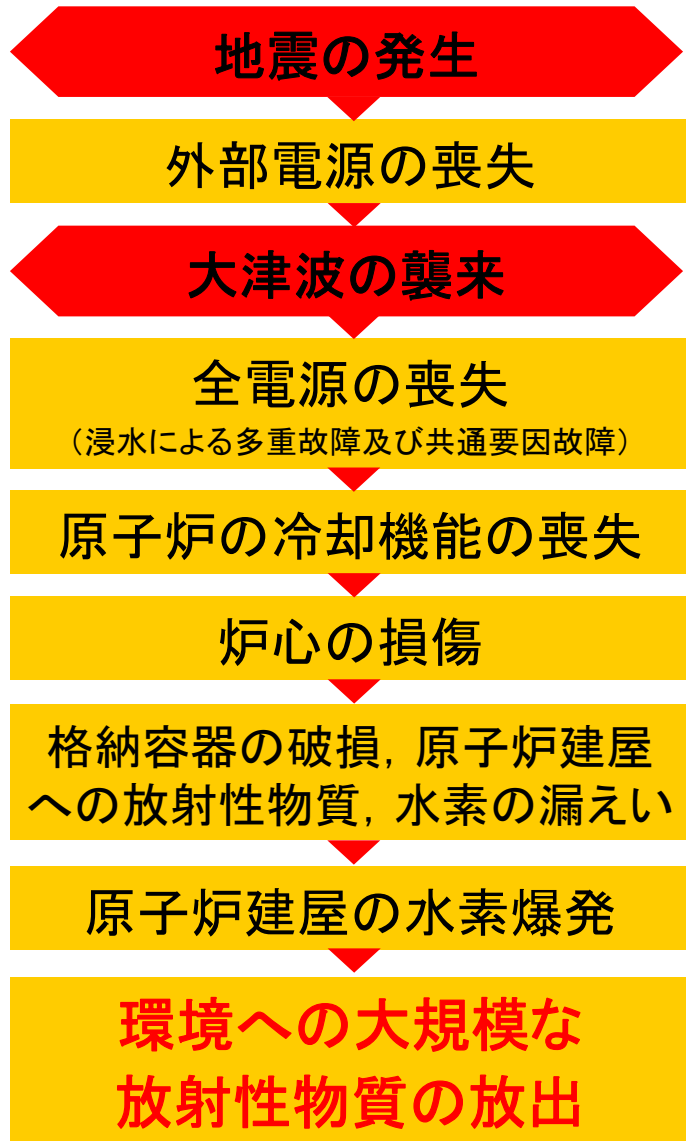 地震の発生
外部電源の喪失
大津波の襲来
全電源の喪失
（浸水による多重故障及び共通要因故障）
原子炉の冷却機能の喪失
炉心の損傷
格納容器の破損，原子炉建屋
への放射性物質，水素の漏えい
原子炉建屋の水素爆発
環境への大規模な
放射性物質の放出